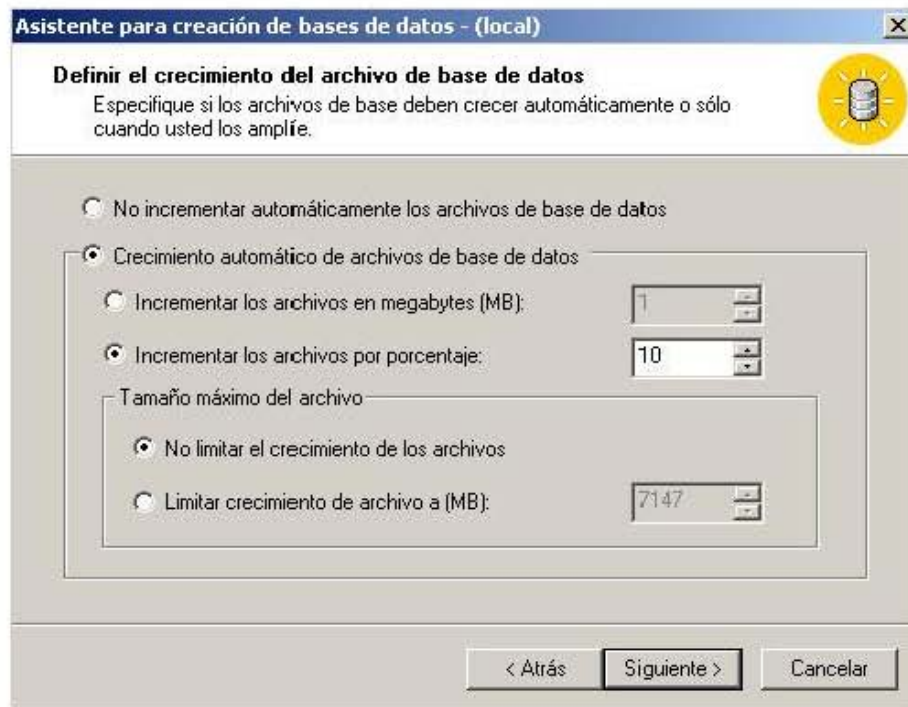 Asistente para creación de bases de datos - (local)
Definir el crecimiento del archivo de base de datos
Especifique si los archivos de base deben crecer automáticamente o sólo
cuando usted los amplíe.
No incrementar automáticamente los archivos de base de datos
Crecimiento automático de archivos de base de datos
Incrementar los archivos en megabytes (MB): 1
Incrementar los archivos por porcentaje: 10
Tamaño máximo del archivo
No limitar el crecimiento de los archivos
Limitar crecimiento de archivo a (MB): 7147
< Atrás Siguiente > Cancelar